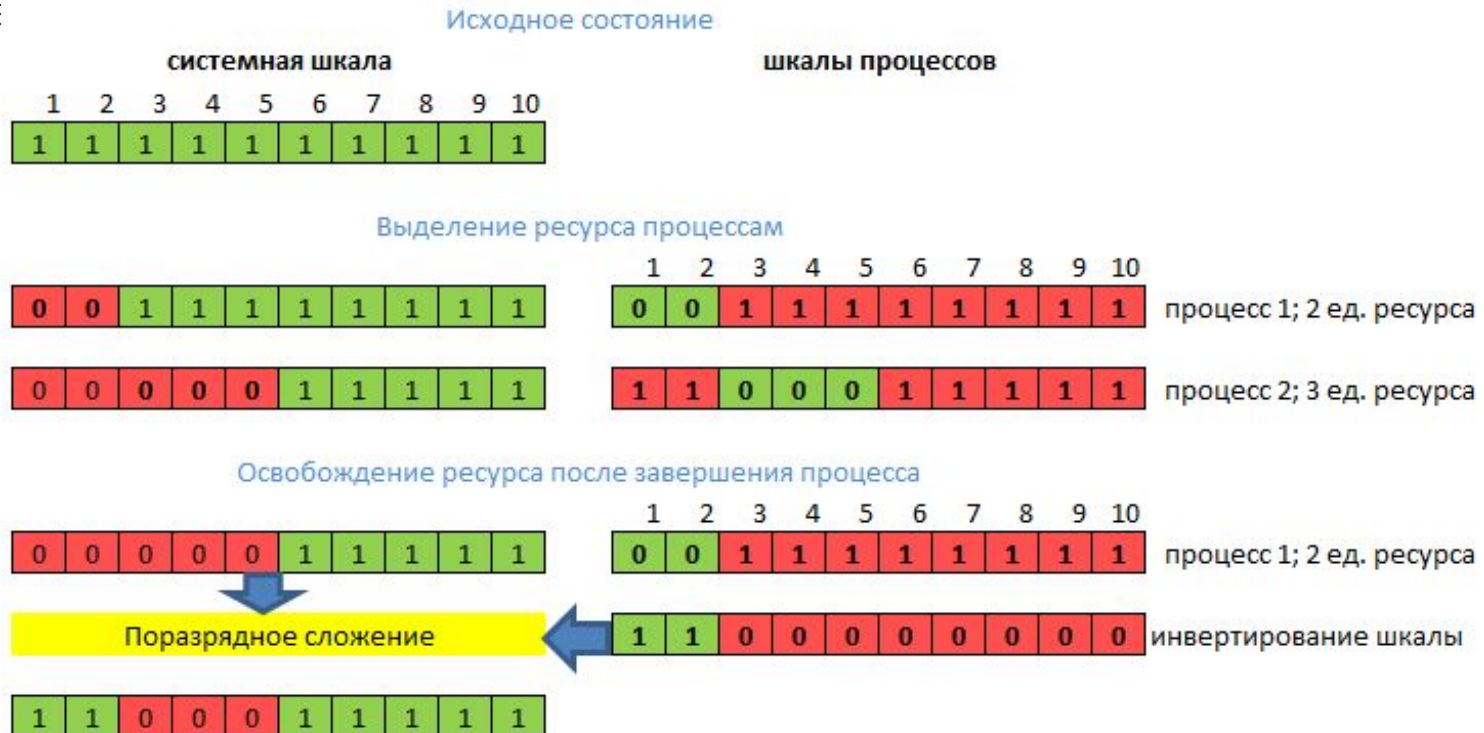 Исходное состояние
системная шкала шкалы процессов
1 2 3 4 5 6 7 8 9 10
1 1 1 1 1 1 1 1 1 1
Выделение ресурса процессам
1 2 3 4 5 6 7 8 9 10
0 0 1 1 1 1 1 1 1 1 0 0 1 1 1 1 1 1 1 1 процесс 1; 2 ед. ресурса
0 0 0 0 0 1 1 1 1 1 1 1 0 0 0 1 1 1 1 1 процесс 2; 3 ед. ресурса
Освобождение ресурса после завершения процесса
1 2 3 4 5 6 7 8 9 10
0 0 0 0 0 1 1 1 1 1 0 0 1 1 1 1 1 1 1 1 процесс 1; 2 ед. ресурса
Поразрядное сложение 1 1 0 0 0 0 0 0 0 0 инвертирование шкалы
1 1 0 0 0 1 1 1 1 1